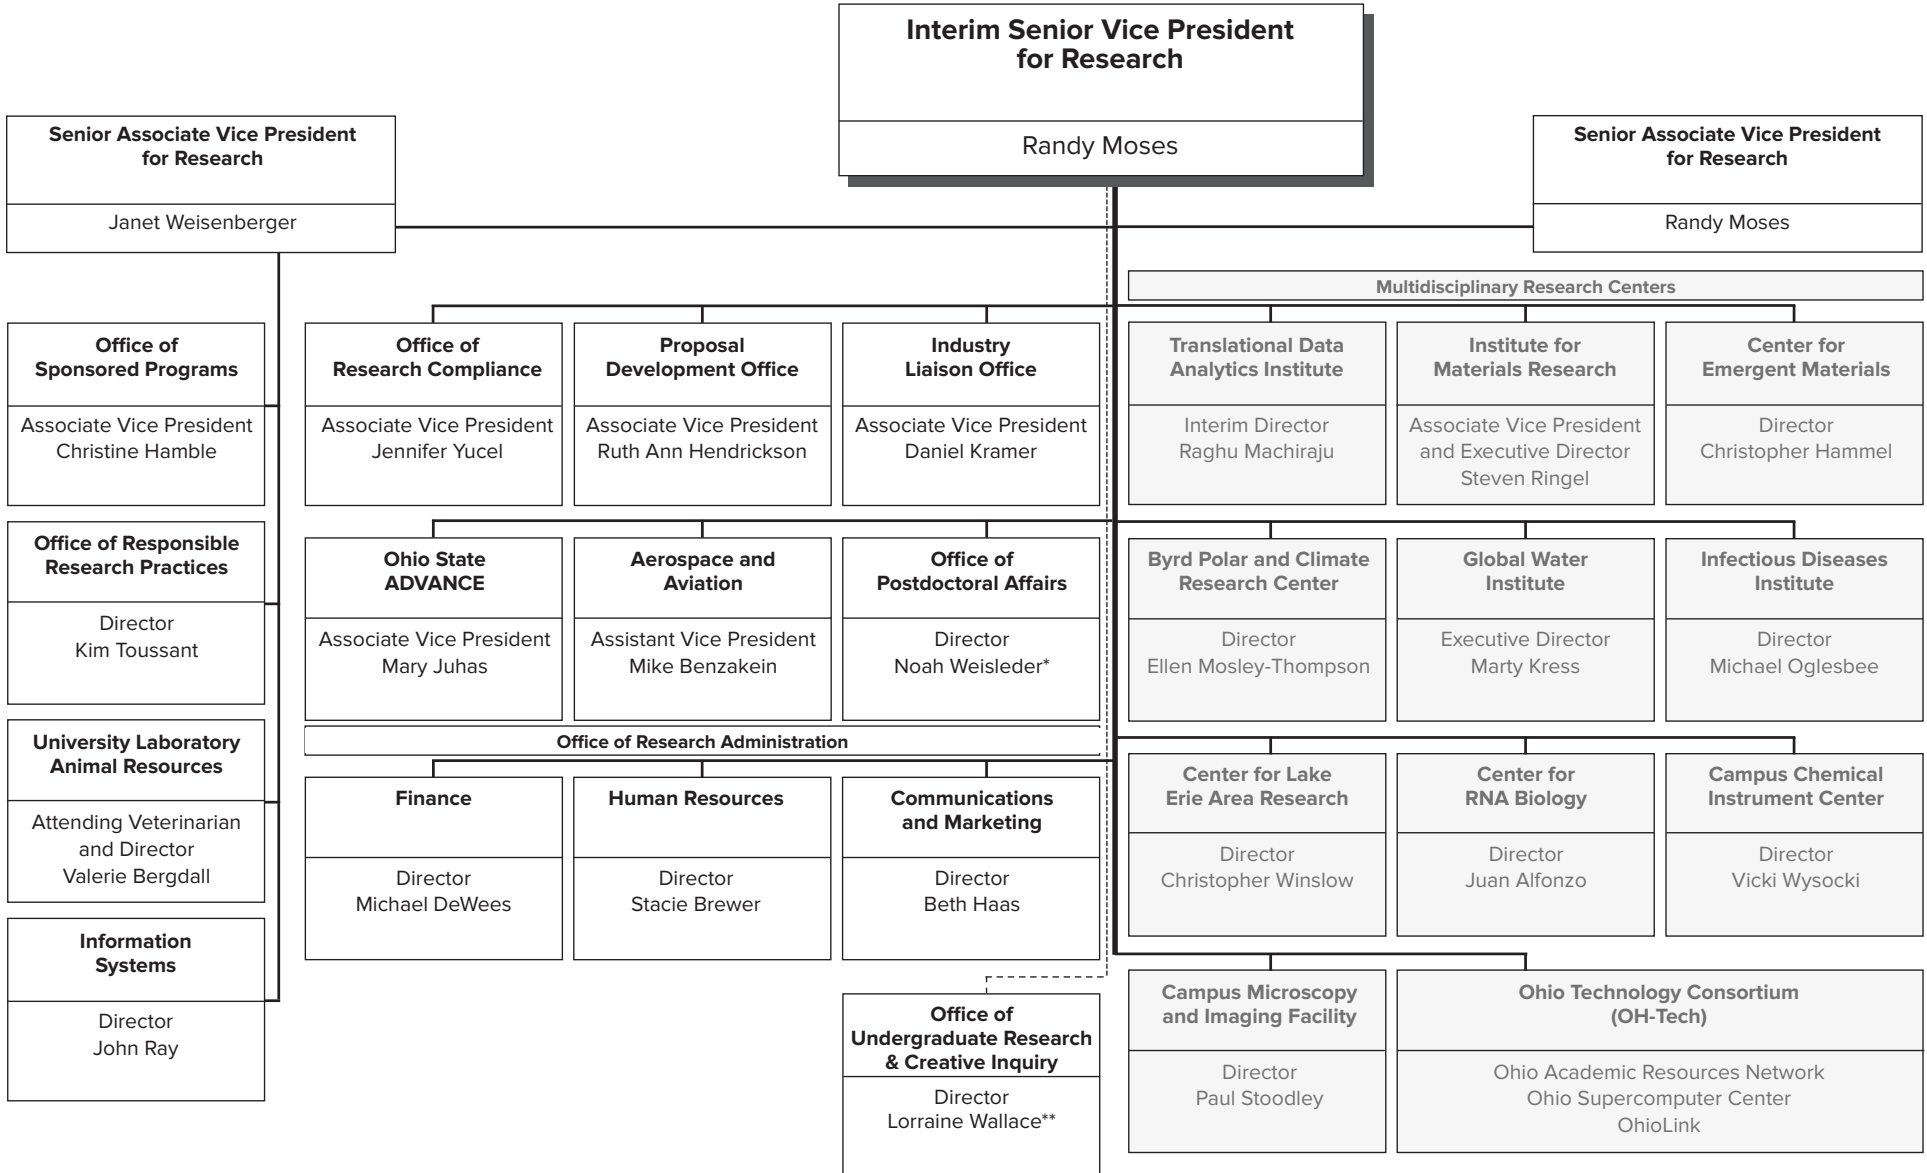 Interim Senior Vice President
for Research
Randy Moses
Senior Associate Vice President
for Research
Janet Weisenberger
Senior Associate Vice President
for Research
Randy Moses
Office of
Sponsored Programs
Associate Vice President
Christine Hamble
Office of Responsible
Research Practices
Director
Kim Toussant
University Laboratory
Animal Resources
Attending Veterinarian
and Director
Valerie Bergdall
Information
Systems
Director
John Ray
Office of
Research Compliance
Associate Vice President
Jennifer Yucel
Proposal
Development Office
Associate Vice President
Ruth Ann Hendrickson
Industry
Liaison Office
Associate Vice President
Daniel Kramer
Ohio State
ADVANCE
Associate Vice President
Mary Juhas
Aerospace and
Aviation
Assistant Vice President
Mike Benzakein
Office of
Postdoctoral Affairs
Director
Noah Weisleder*
Office of Research Administration
Finance
Director
Michael DeWees
Human Resources
Director
Stacie Brewer
Communications
and Marketing
Director
Beth Haas
Office of
Undergraduate Research
& Creative Inquiry
Director
Lorraine Wallace**
Multidisciplinary Research Centers
Translational Data
Analytics Institute
Interim Director
Raghu Machiraju
Institute for
Materials Research
Associate Vice President
and Executive Director
Steven Ringel
Center for
Emergent Materials
Director
Christopher Hammel
Byrd Polar and Climate
Research Center
Director
Ellen Mosley-Thompson
Global Water
Institute
Executive Director
Marty Kress
Infectious Diseases
Institute
Director
Michael Oglesbee
Center for Lake
Erie Area Research
Director
Christopher Winslow
Center for
RNA Biology
Director
Juan Alfonzo
Campus Chemical
Instrument Center
Director
Vicki Wysocki
Campus Microscopy
and Imaging Facility
Director
Paul Stoodley
Ohio Technology Consortium
(OH-Tech)
Ohio Academic Resources Network
Ohio Supercomputer Center
OhioLink